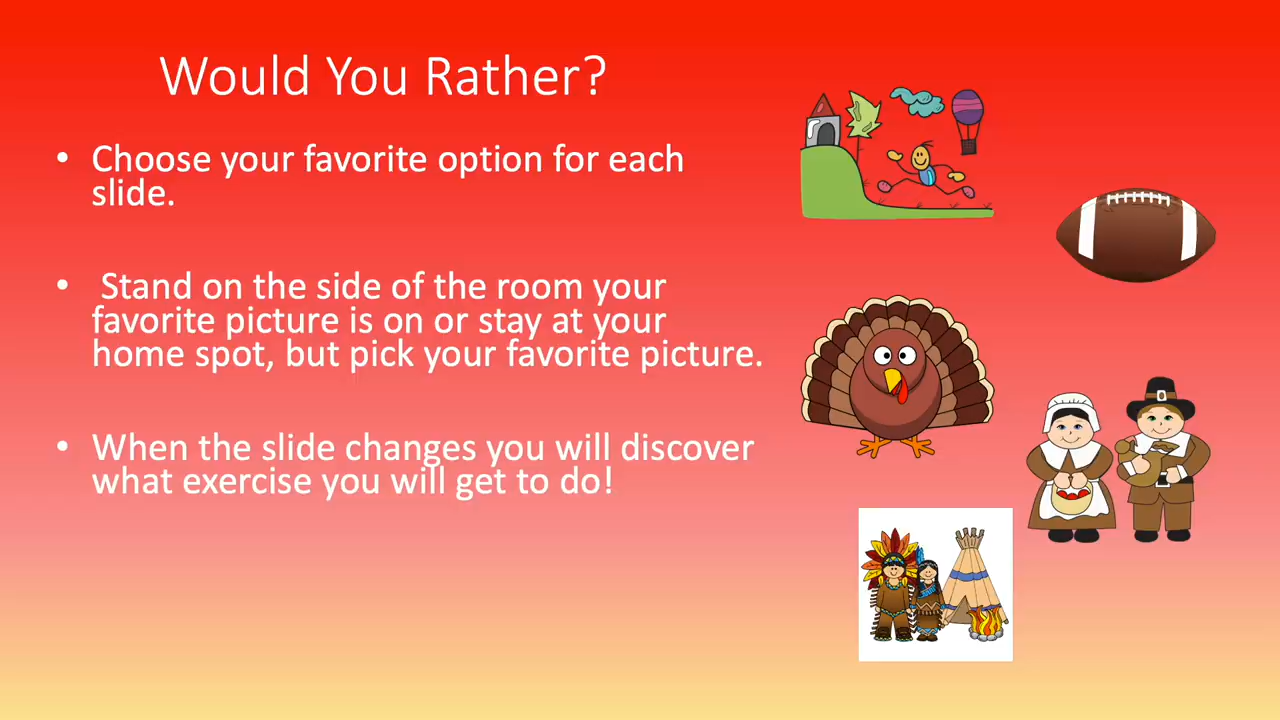 Would You Rather?
• Choose your favorite option for each
slide.
• Stand on the side of the room your
favorite picture is on or stay at your
home spot, but pick your favorite picture.
• When the slide changes you will discover
what exercise you will get to do!